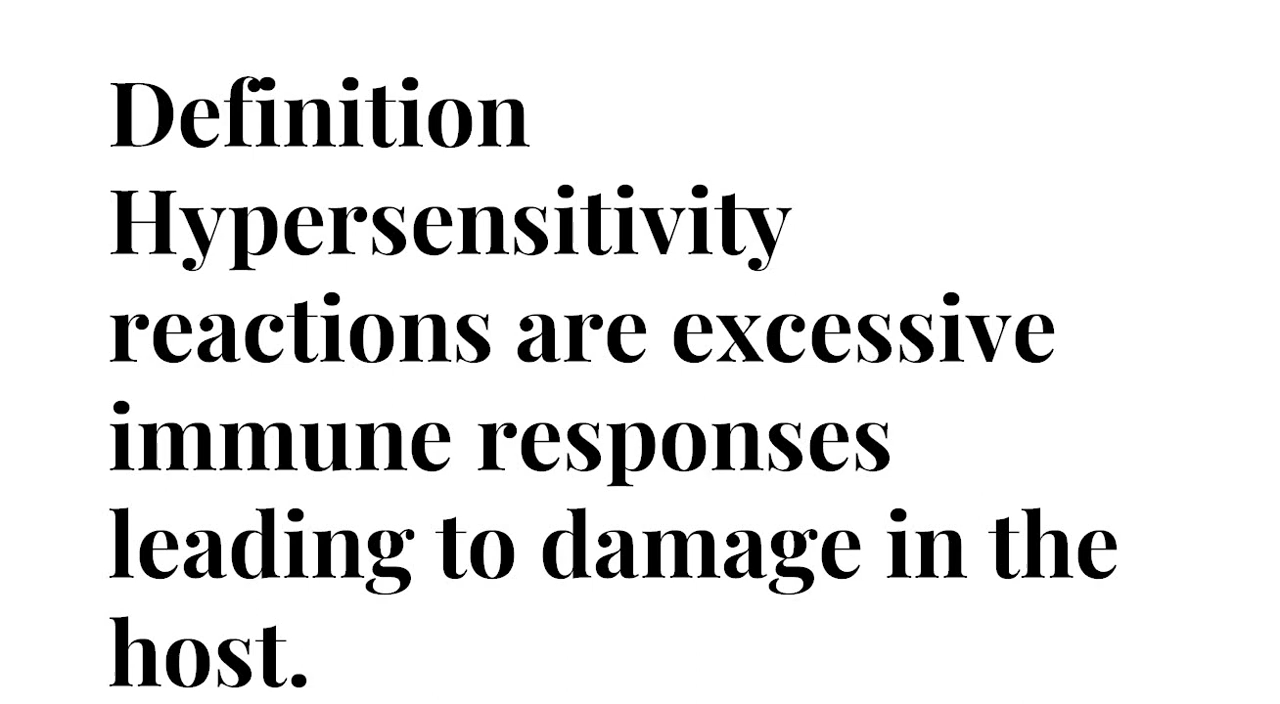 Definition
Hypersensitivity
reactions are excessive
immune responses
leading to damage in the
host.